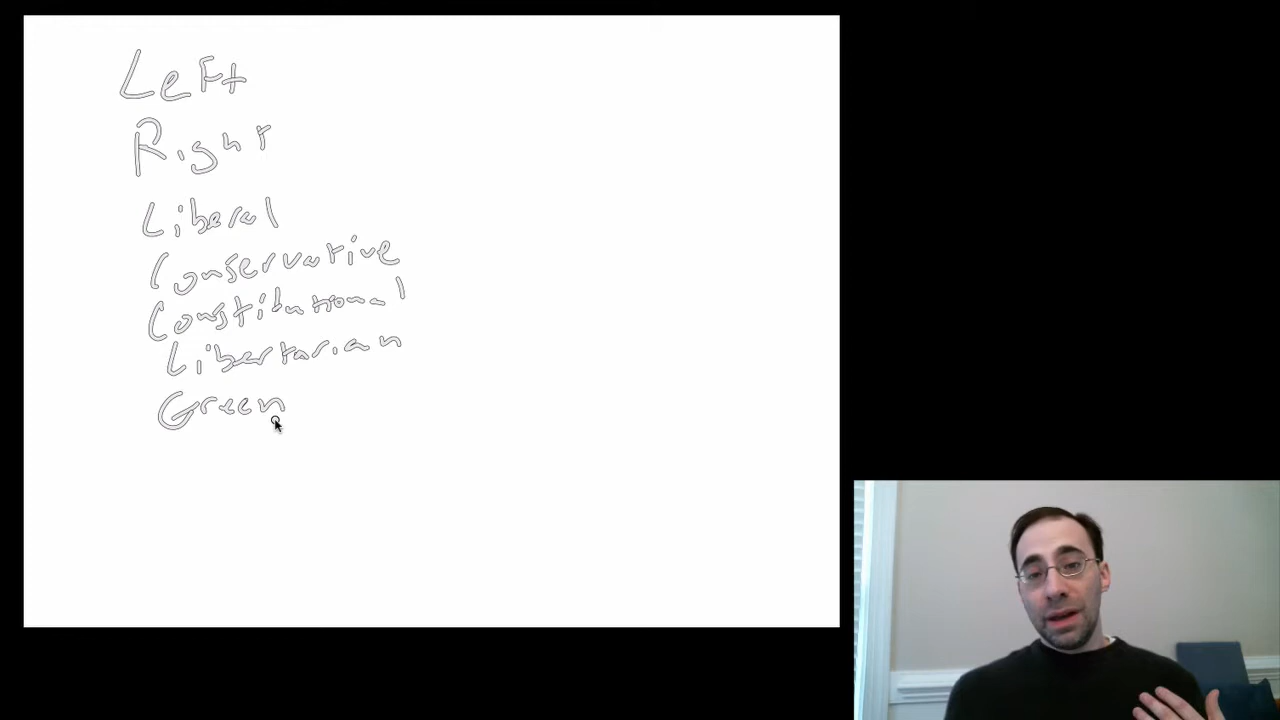 Left
Right
Liberal
Conservative
Constitutional
Libertarian
Green